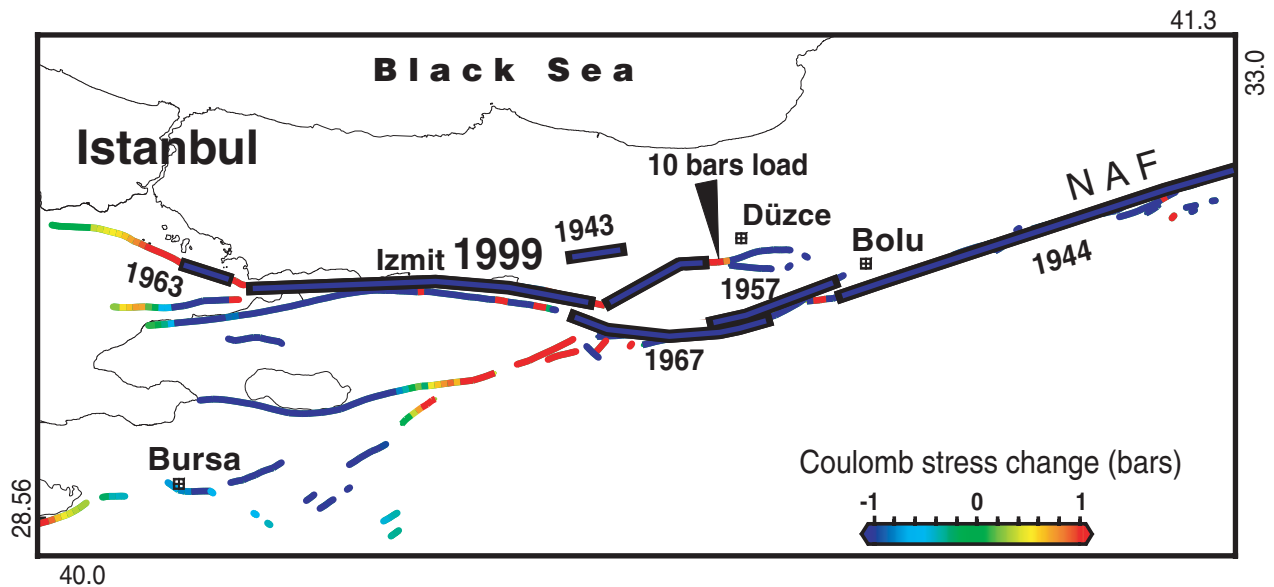 41.3
33.0
Black Sea
Istanbul
10 bars load
NAF
1943
Düzce
Bolu
Izmit 1999
1963
1957
1944
1967
Bursa
Coulomb stress change (bars)
-1 0 1
28.56
40.0